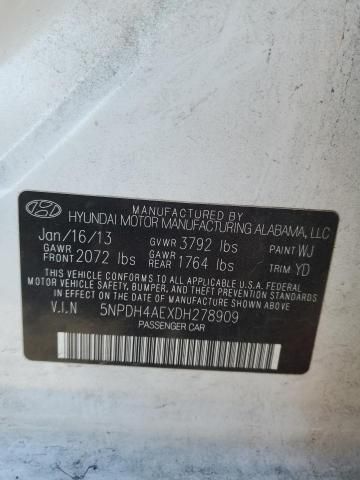 MANUFACTURED BY
HYUNDAI MOTOR MANUFACTURING ALABAMA, LLC
Jan/16/13 GVWR 3792 lbs PAINT WJ
GAWR FRONT 2072 lbs GAWR REAR 1764 lbs TRIM YD
THIS VEHICLE CONFORMS TO ALL APPLICABLE U.S.A FEDERAL
MOTOR VEHICLE SAFETY, BUMPER, AND THEFT PREVENTION
STANDARDS IN EFFECT ON THE DATE OF MANUFACTURE SHOWN ABOVE
V.I.N 5NPDH4AEXDH278909
PASSENGER CAR